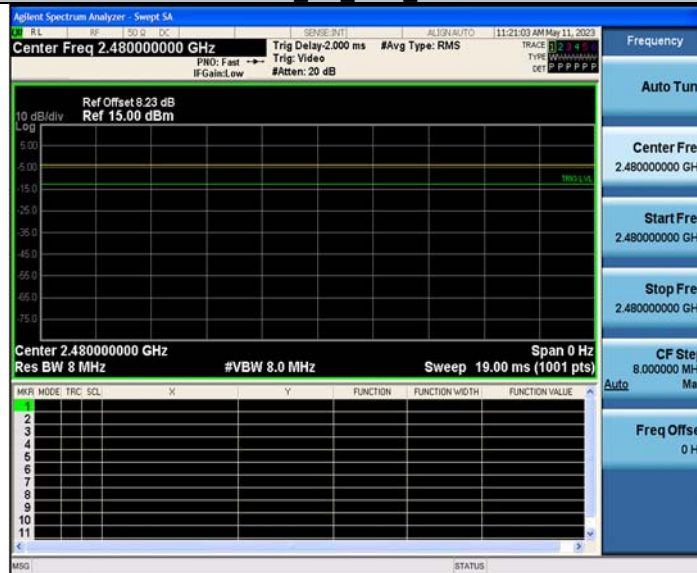 Agilent Spectrum Analyzer - Swept SA
RL RF 50 Ω DC SENSE:INT ALIGN AUTO 11:21:03 AM May 11, 2023
Center Freq 2.480000000 GHz
PNO: Fast
IFGain:Low
Trig Delay-2.000 ms
Trig: Video
#Atten: 20 dB
#Avg Type: RMS
TRACE 1 2 3 4 5 6
TYPE
DET P P P P P P
Ref Offset 8.23 dB
10 dB/div Ref 15.00 dBm
Log
5.00
-5.00
TRIG LVL
-15.0
-25.0
-35.0
-45.0
-55.0
-65.0
-75.0
Center 2.480000000 GHz Span 0 Hz
Res BW 8 MHz #VBW 8.0 MHz Sweep 19.00 ms (1001 pts)
MKR MODE TRC SCL X Y FUNCTION FUNCTION WIDTH FUNCTION VALUE
1
2
3
4
5
6
7
8
9
10
11
MSG STATUS
Frequency
Auto Tun
Center Fre
2.480000000 GH
Start Fre
2.480000000 GH
Stop Fre
2.480000000 GH
CF Ste
8.000000 MH
Auto Ma
Freq Offse
0 H